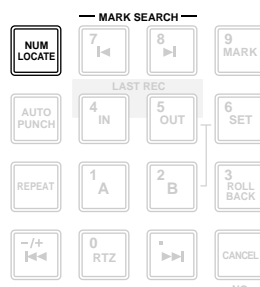 MARK SEARCH
NUM
LOCATE
7
8
9
MARK
LAST REC
AUTO
PUNCH
4
IN
5
OUT
6
SET
REPEAT
1
A
2
B
3
ROLL
BACK
−/+
0
RTZ
.
CANCEL